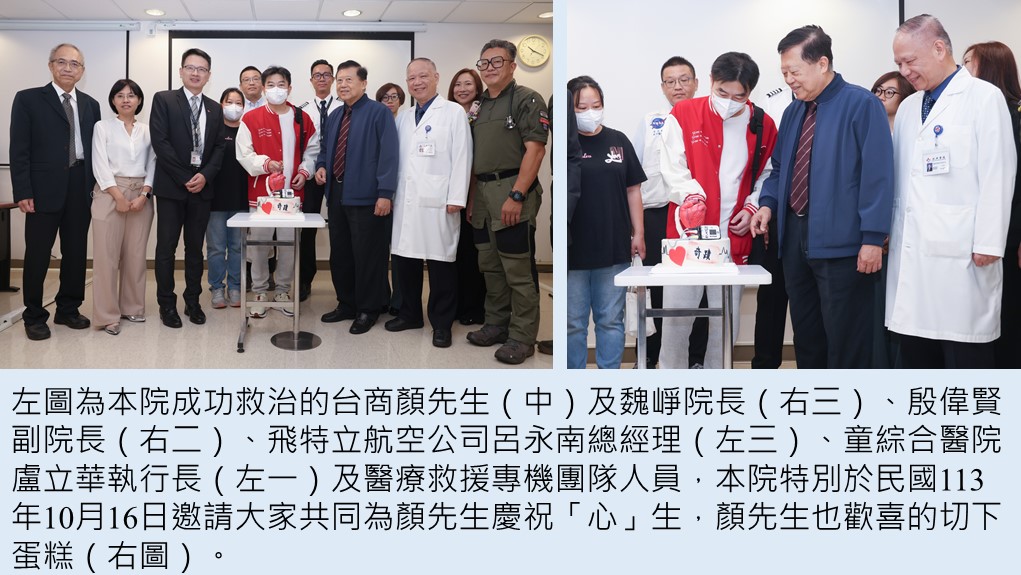 奇蹟
左圖為本院成功救治的台商顏先生(中)及魏崢院長(右三)、殷偉賢
副院長(右二)、飛特立航空公司呂永南總經理(左三)、童綜合醫院
盧立華執行長(左一)及醫療救援專機團隊人員，本院特別於民國113
年10月16日邀請大家共同為顏先生慶祝「心」生，顏先生也歡喜的切下
蛋糕(右圖)。